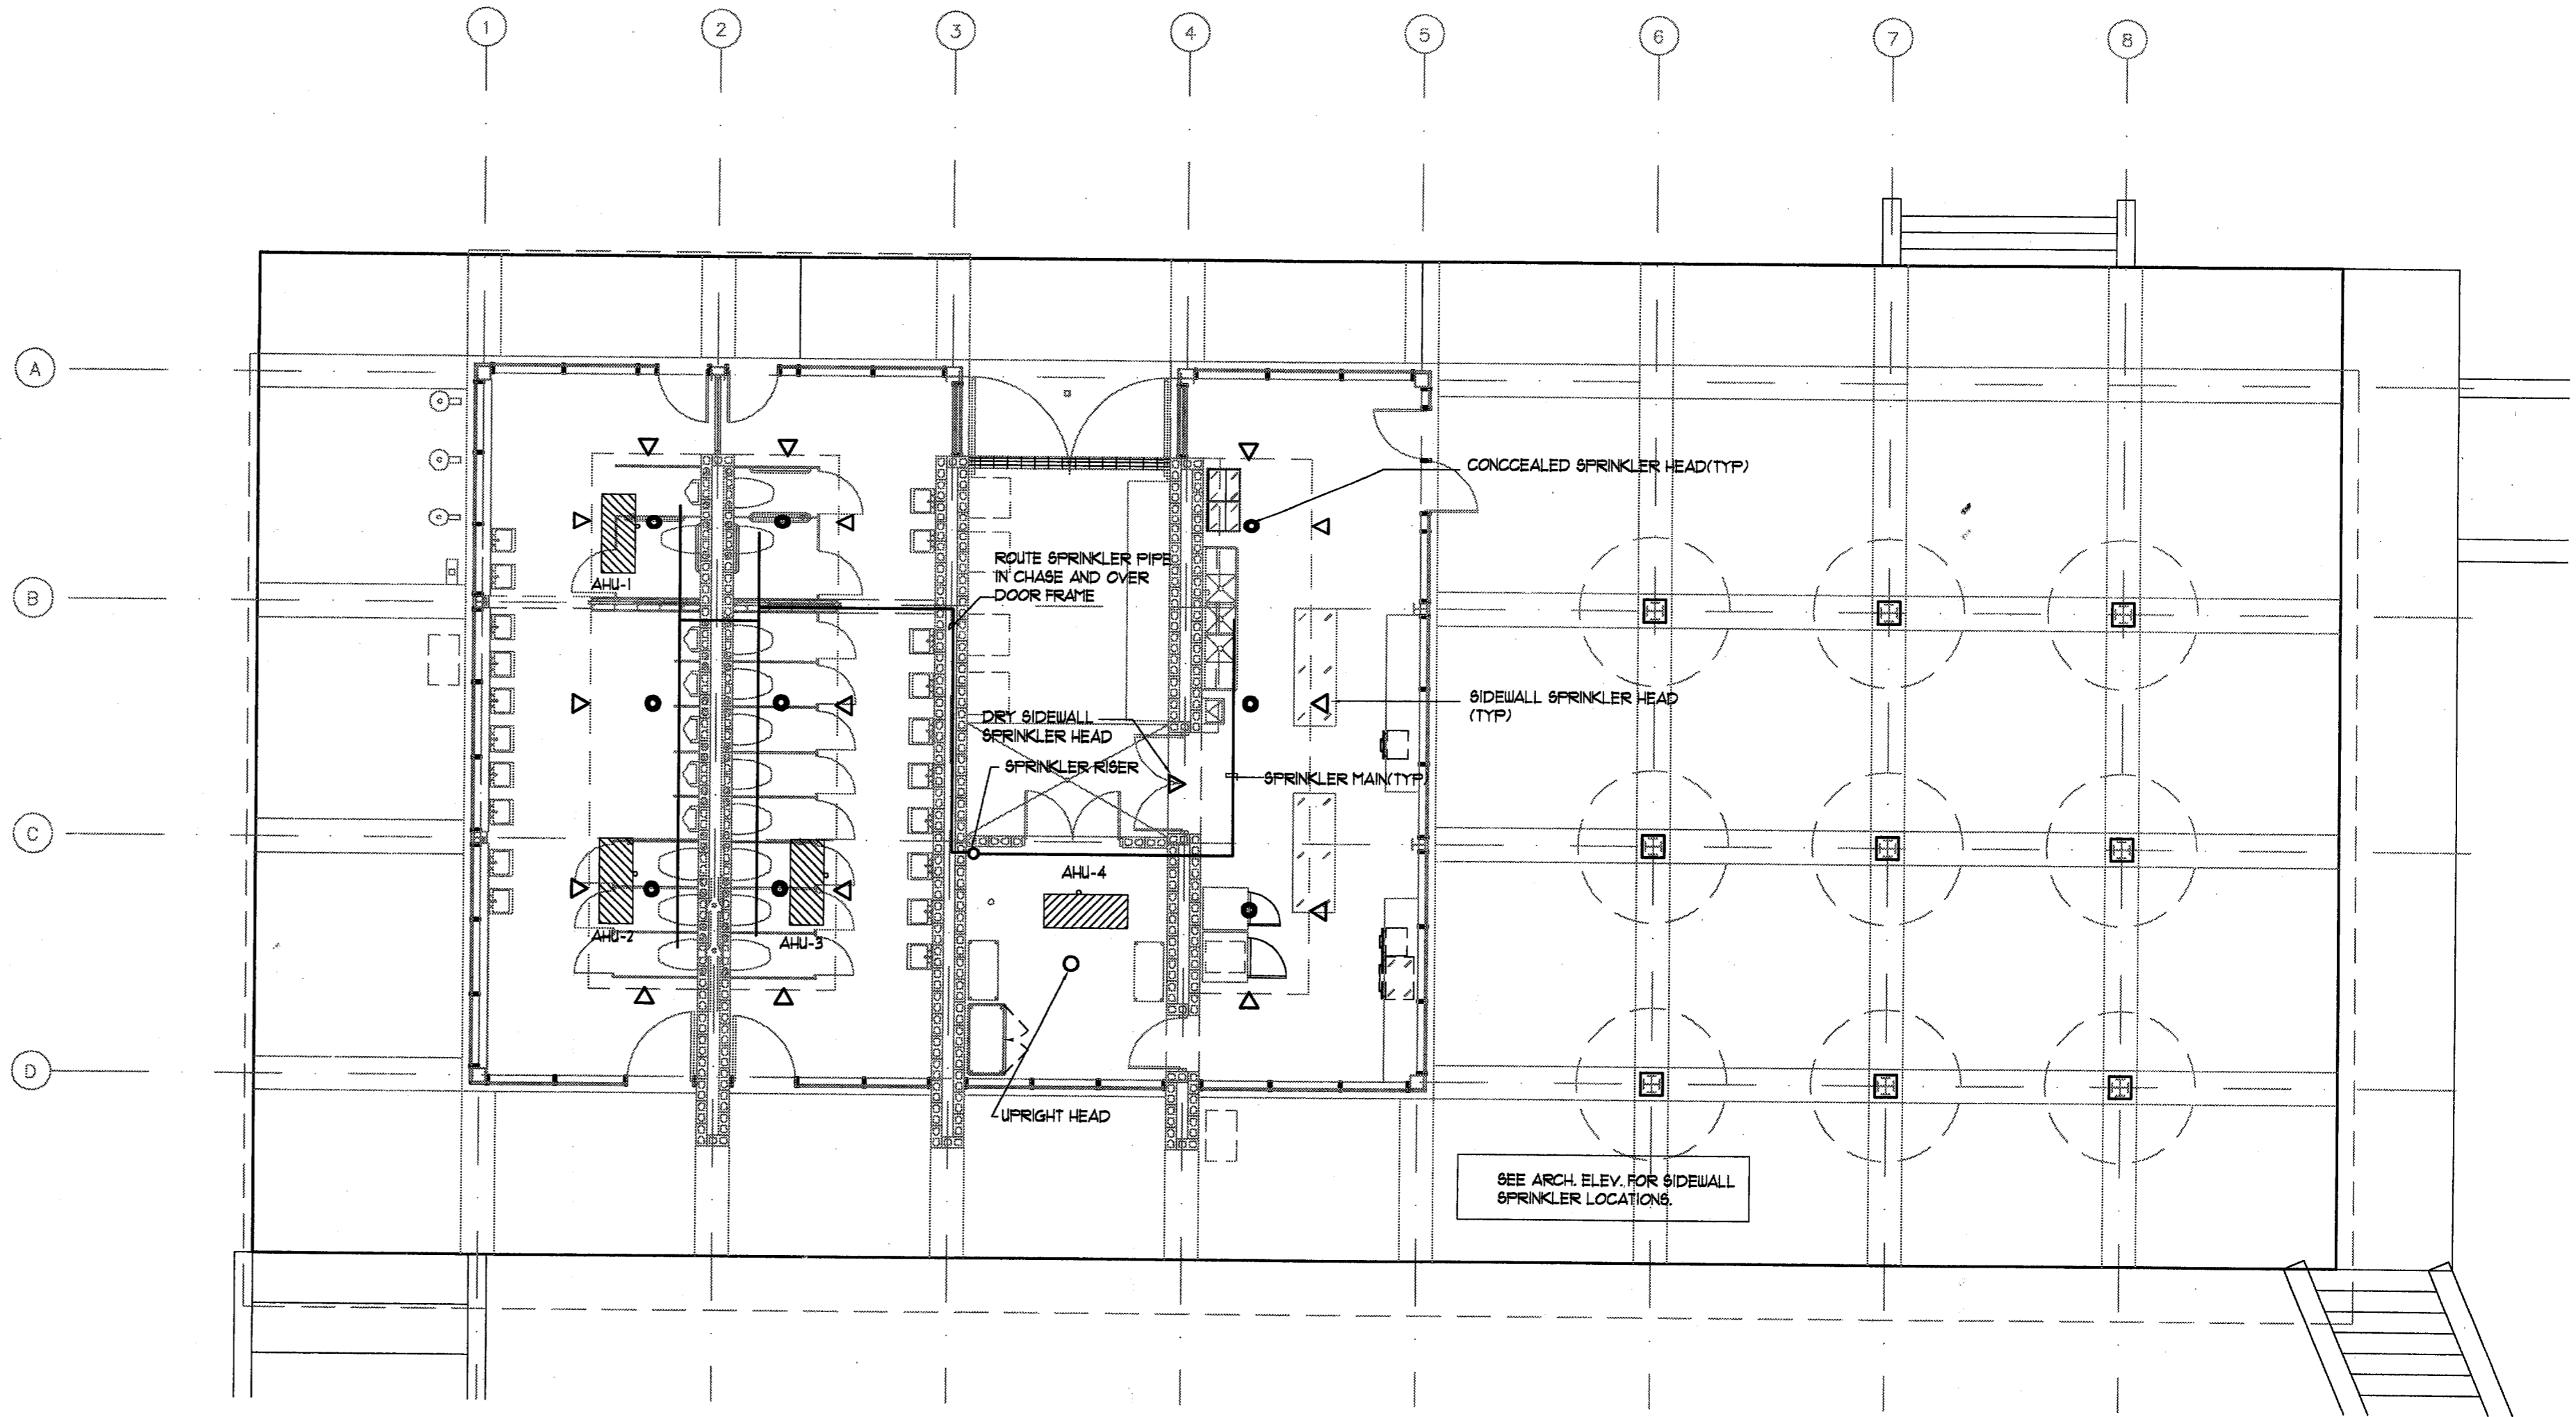 1 2 3 4 5 6 7 8
A
CONCCEALED SPRINKLER HEAD(TYP)
ROUTE SPRINKLER PIPE
IN CHASE AND OVER
DOOR FRAME
AHU-1
B
SIDEWALL SPRINKLER HEAD
(TYP)
DRY SIDEWALL
SPRINKLER HEAD
SPRINKLER RISER
SPRINKLER MAIN(TYP)
C
AHU-4
AHU-2
AHU-3
D
UPRIGHT HEAD
SEE ARCH. ELEV. FOR SIDEWALL
SPRINKLER LOCATIONS.